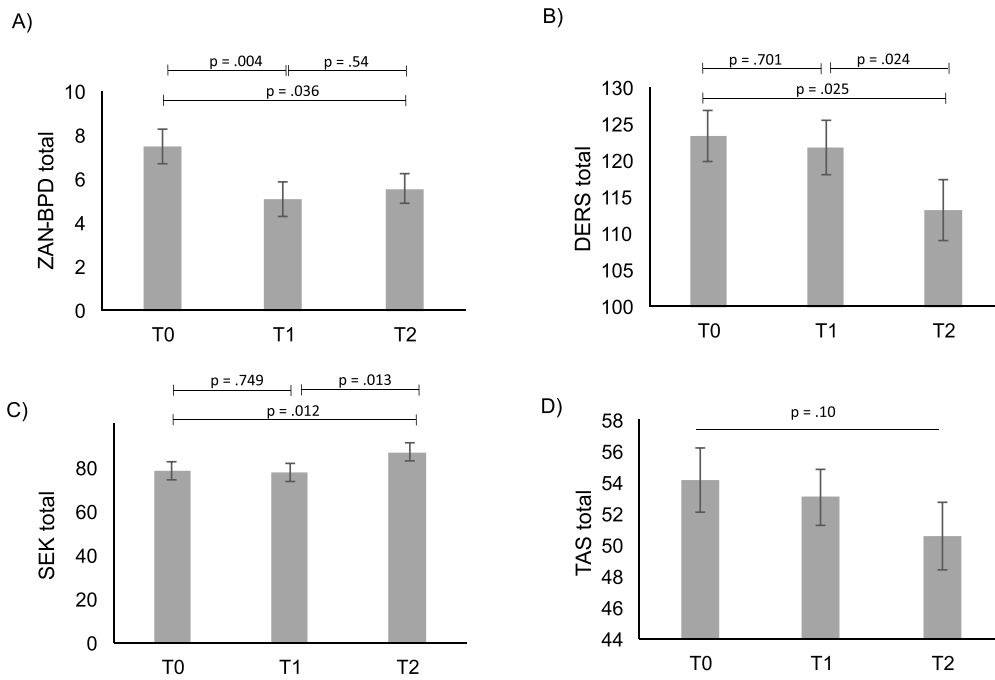 A)
p = .004
p = .54
p = .036
ZAN-BPD total
10
8
6
4
2
0
T0
T1
T2
B)
p = .701
p = .024
p = .025
DERS total
130
125
120
115
110
105
100
T0
T1
T2
C)
p = .749
p = .013
p = .012
SEK total
80
60
40
20
0
T0
T1
T2
D)
p = .10
TAS total
58
56
54
52
50
48
46
44
T0
T1
T2